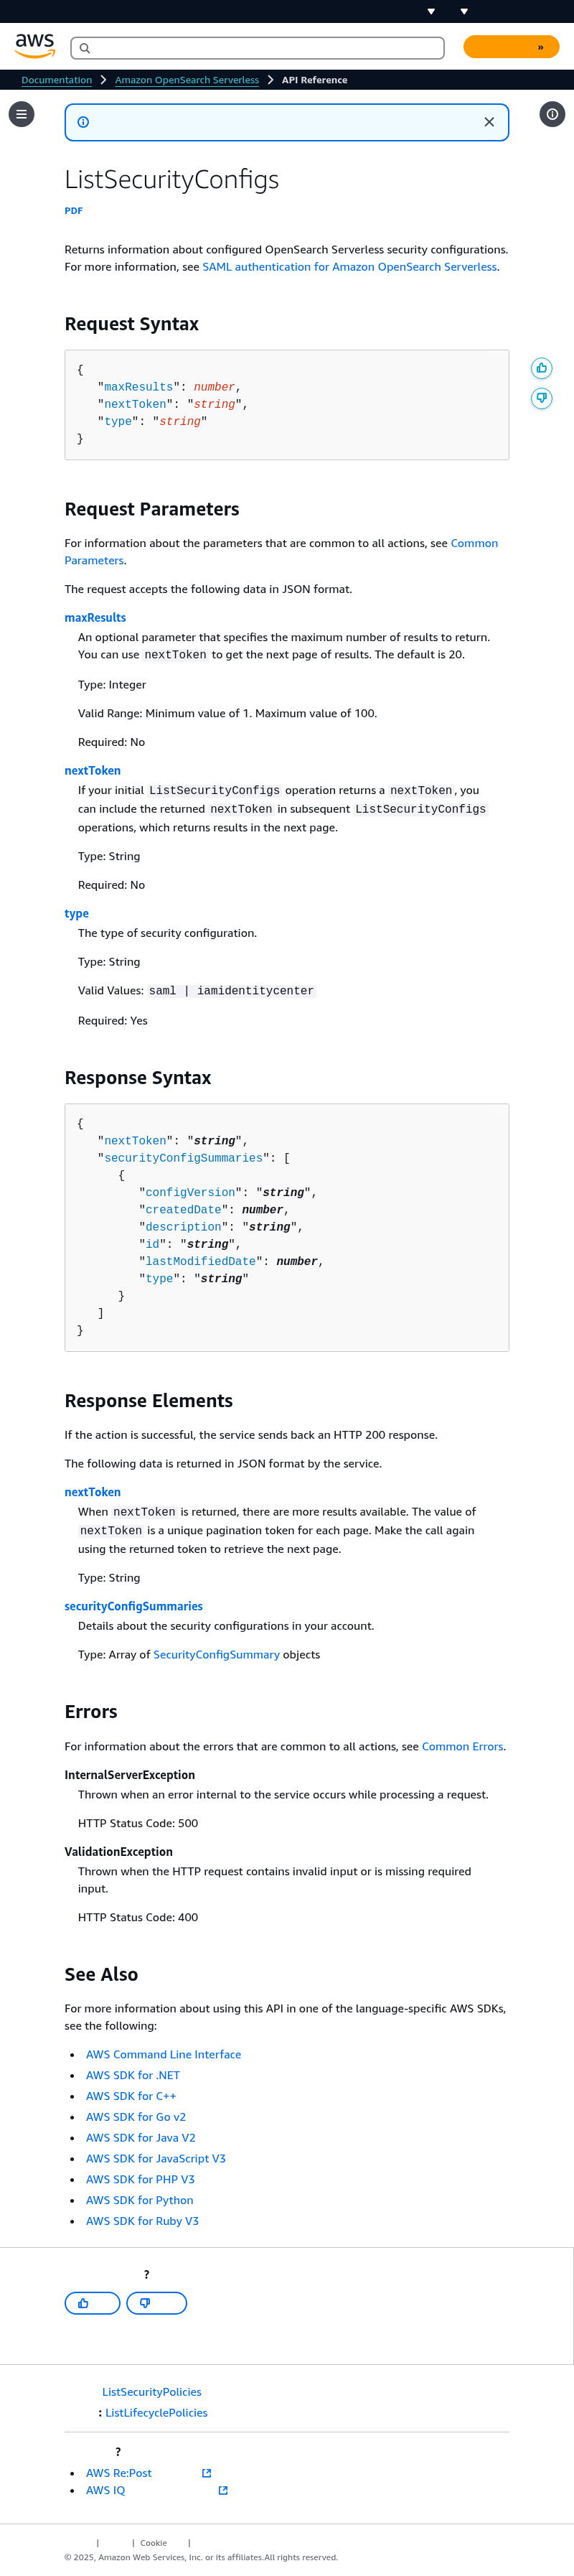 aws
»
Documentation
Amazon OpenSearch Serverless
API Reference
ListSecurityConfigs
PDF
Returns information about configured OpenSearch Serverless security configurations.
For more information, see SAML authentication for Amazon OpenSearch Serverless.
Request Syntax
{
"maxResults": number,
"nextToken": "string",
"type": "string"
}
Request Parameters
For information about the parameters that are common to all actions, see Common
Parameters.
The request accepts the following data in JSON format.
maxResults
An optional parameter that specifies the maximum number of results to return.
You can use nextToken to get the next page of results. The default is 20.
Type: Integer
Valid Range: Minimum value of 1. Maximum value of 100.
Required: No
nextToken
If your initial ListSecurityConfigs operation returns a nextToken, you
can include the returned nextToken in subsequent ListSecurityConfigs
operations, which returns results in the next page.
Type: String
Required: No
type
The type of security configuration.
Type: String
Valid Values: saml | iamidentitycenter
Required: Yes
Response Syntax
{
"nextToken": "string",
"securityConfigSummaries": [
{
"configVersion": "string",
"createdDate": number,
"description": "string",
"id": "string",
"lastModifiedDate": number,
"type": "string"
}
]
}
Response Elements
If the action is successful, the service sends back an HTTP 200 response.
The following data is returned in JSON format by the service.
nextToken
When nextToken is returned, there are more results available. The value of
nextToken is a unique pagination token for each page. Make the call again
using the returned token to retrieve the next page.
Type: String
securityConfigSummaries
Details about the security configurations in your account.
Type: Array of SecurityConfigSummary objects
Errors
For information about the errors that are common to all actions, see Common Errors.
InternalServerException
Thrown when an error internal to the service occurs while processing a request.
HTTP Status Code: 500
ValidationException
Thrown when the HTTP request contains invalid input or is missing required
input.
HTTP Status Code: 400
See Also
For more information about using this API in one of the language-specific AWS SDKs,
see the following:
• AWS Command Line Interface
• AWS SDK for .NET
• AWS SDK for C++
• AWS SDK for Go v2
• AWS SDK for Java V2
• AWS SDK for JavaScript V3
• AWS SDK for PHP V3
• AWS SDK for Python
• AWS SDK for Ruby V3
?
ListSecurityPolicies
: ListLifecyclePolicies
?
• AWS Re:Post
• AWS IQ
| | Cookie |
© 2025, Amazon Web Services, Inc. or its affiliates.All rights reserved.